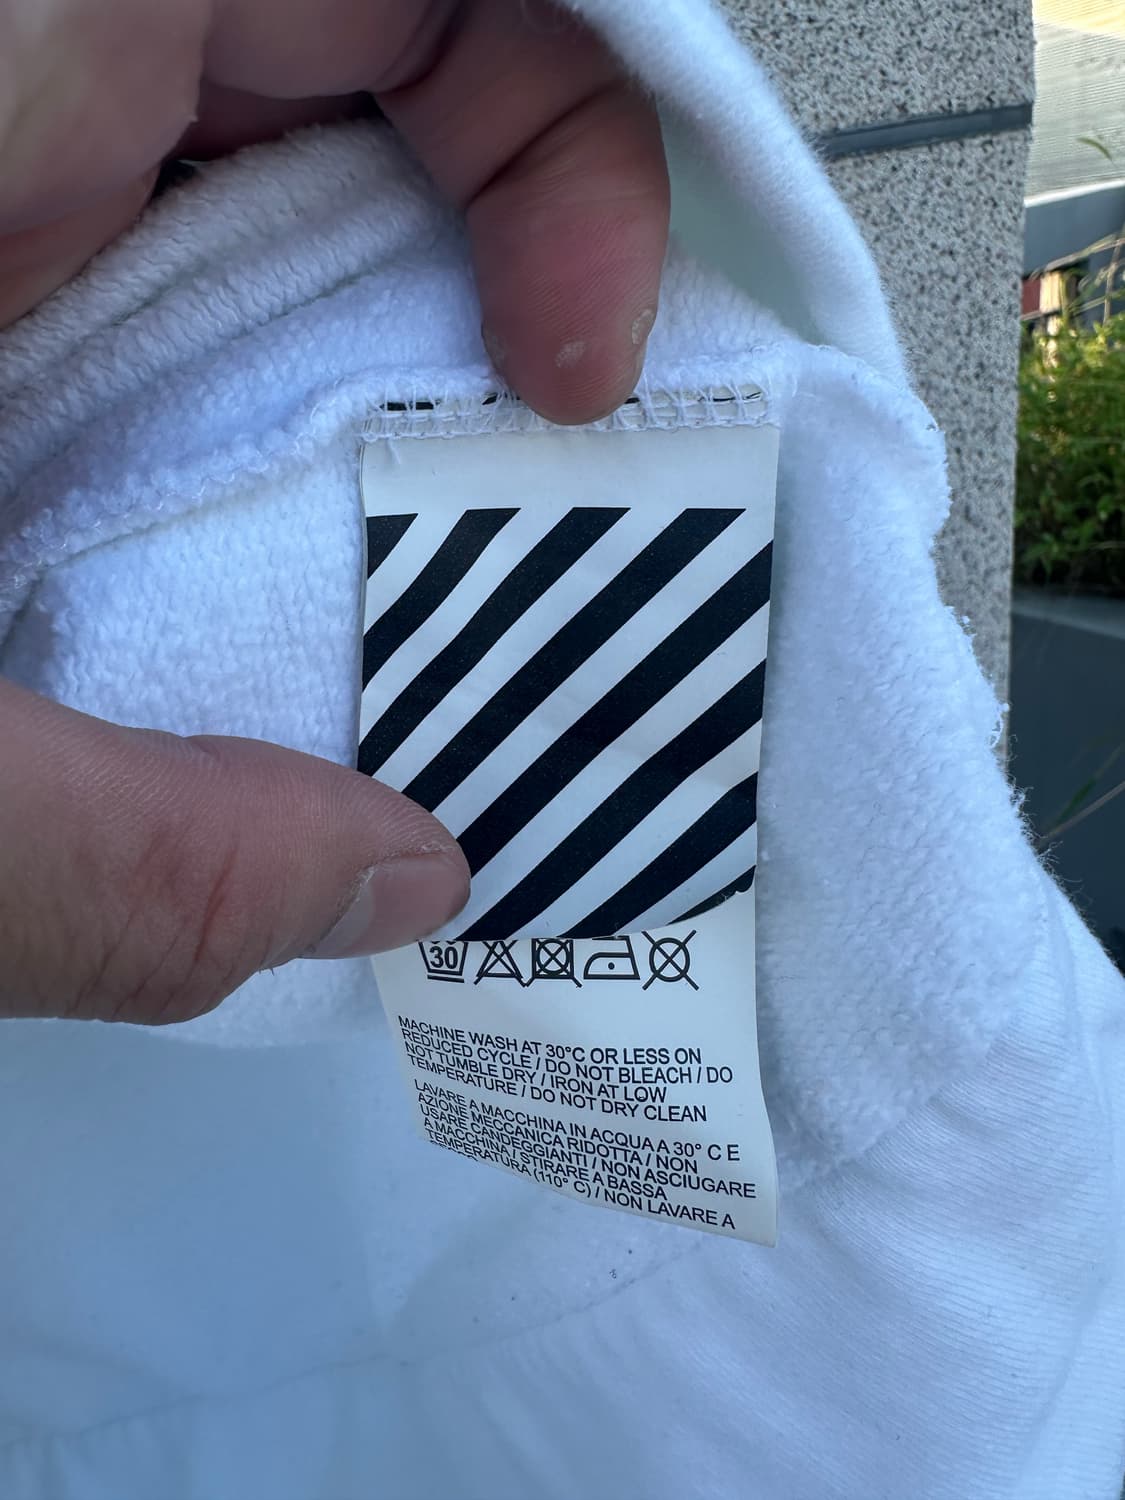 30
MACHINE WASH AT 30°C OR LESS ON
REDUCED CYCLE / DO NOT BLEACH / DO
NOT TUMBLE DRY / IRON AT LOW
TEMPERATURE / DO NOT DRY CLEAN
LAVARE A MACCHINA IN ACQUA A 30° C E
AZIONE MECCANICA RIDOTTA / NON
USARE CANDEGGIANTI / NON ASCIUGARE
A MACCHINA / STIRARE A BASSA
TEMPERATURA (110° C) / NON LAVARE A